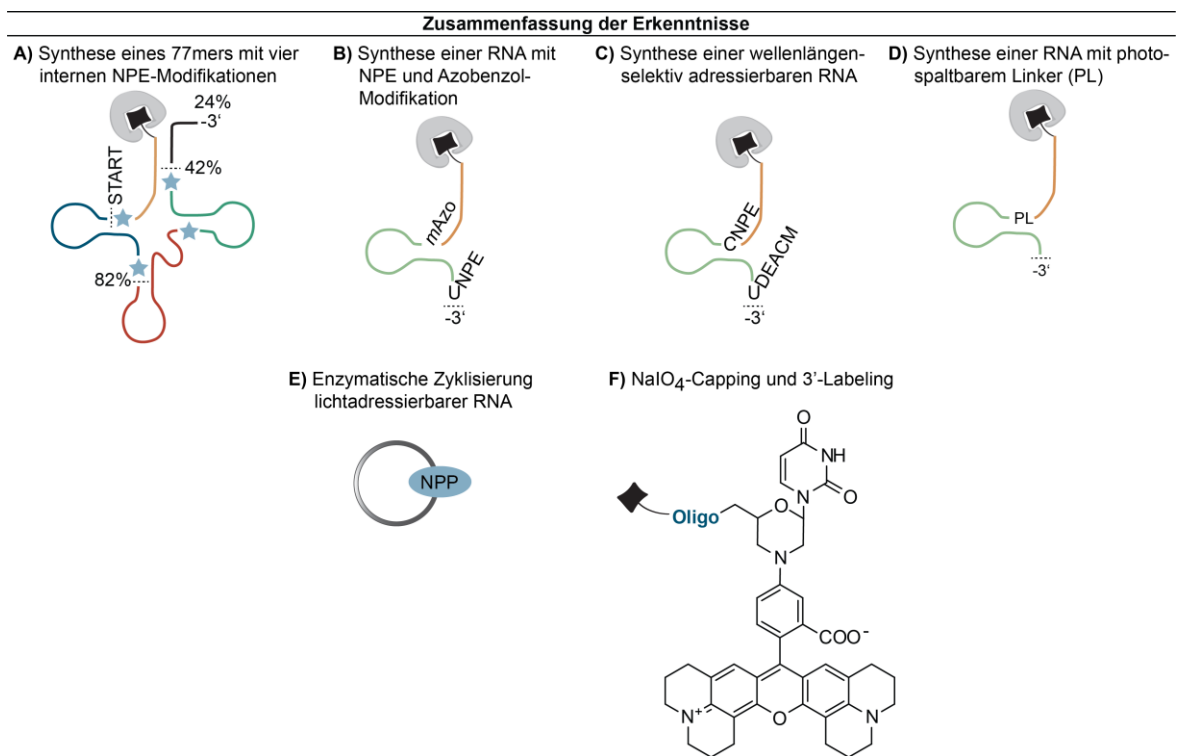 Zusammenfassung der Erkenntnisse
A) Synthese eines 77mers mit vier
internen NPE-Modifikationen
24%
-3‘
42%
START
82%
B) Synthese einer RNA mit
NPE und Azobenzol-
Modifikation
mAzo
UNPE
-3‘
C) Synthese einer wellenlängen-
selektiv adressierbaren RNA
CNPE
UDEACM
-3‘
D) Synthese einer RNA mit photo-
spaltbarem Linker (PL)
PL
-3‘
E) Enzymatische Zyklisierung
lichtadressierbarer RNA
NPP
F) NaIO4-Capping und 3’-Labeling
O
NH
N
O
O
Oligo
N
COO-
N+
O
N